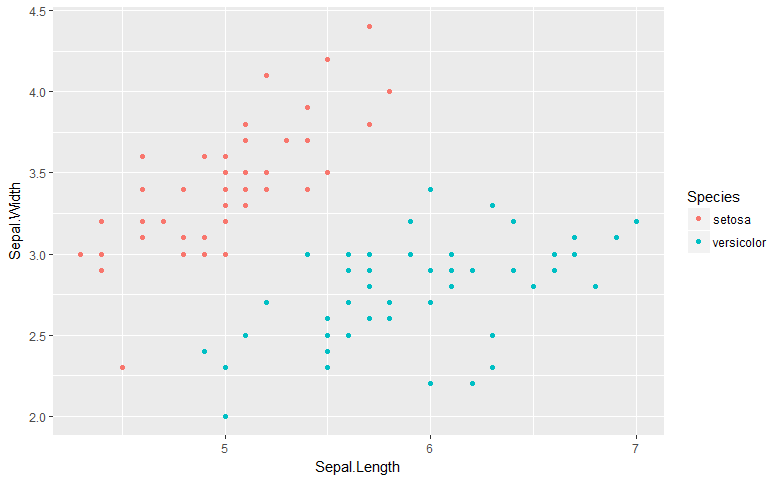 4.5
4.0
3.5
3.0
2.5
2.0
Sepal.Width
5
6
7
Sepal.Length
Species
setosa
versicolor